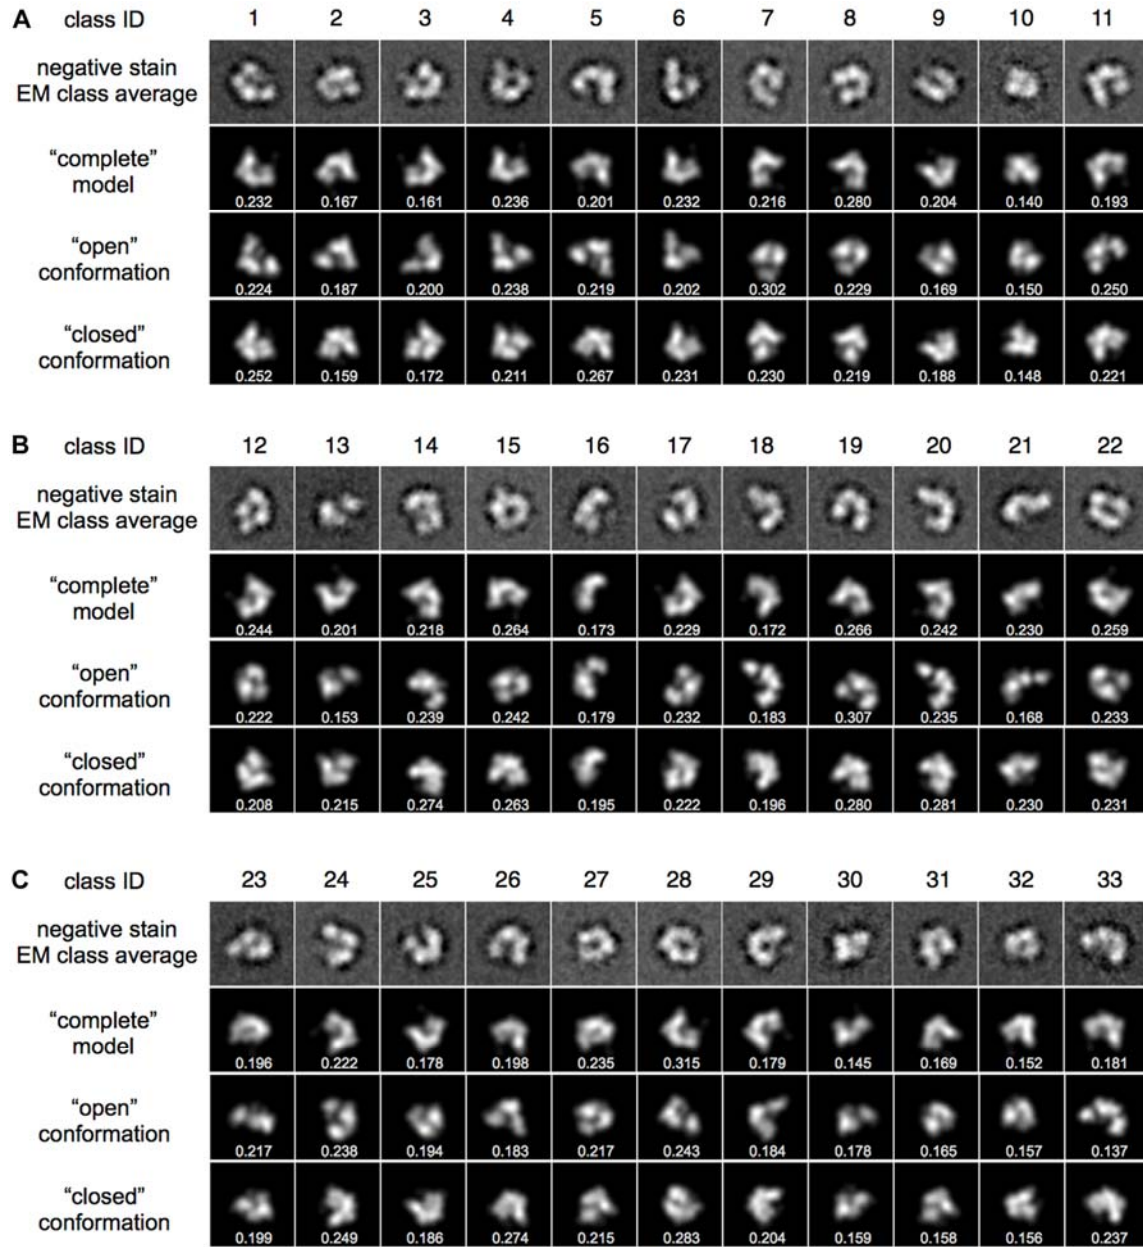 A class ID 1 2 3 4 5 6 7 8 9 10 11
negative stain
EM class average
“complete”
model
0.232 0.167 0.161 0.236 0.201 0.232 0.216 0.280 0.204 0.140 0.193
“open”
conformation
0.224 0.187 0.200 0.238 0.219 0.202 0.302 0.229 0.169 0.150 0.250
“closed”
conformation
0.252 0.159 0.172 0.211 0.267 0.231 0.230 0.219 0.188 0.148 0.221
B class ID 12 13 14 15 16 17 18 19 20 21 22
negative stain
EM class average
“complete”
model
0.244 0.201 0.218 0.264 0.173 0.229 0.172 0.266 0.242 0.230 0.259
“open”
conformation
0.222 0.153 0.239 0.242 0.179 0.232 0.183 0.307 0.235 0.168 0.233
“closed”
conformation
0.208 0.215 0.274 0.263 0.195 0.222 0.196 0.280 0.281 0.230 0.231
C class ID 23 24 25 26 27 28 29 30 31 32 33
negative stain
EM class average
“complete”
model
0.196 0.222 0.178 0.198 0.235 0.315 0.179 0.145 0.169 0.152 0.181
“open”
conformation
0.217 0.238 0.194 0.183 0.217 0.243 0.184 0.178 0.165 0.157 0.137
“closed”
conformation
0.199 0.249 0.186 0.274 0.215 0.283 0.204 0.159 0.158 0.156 0.237